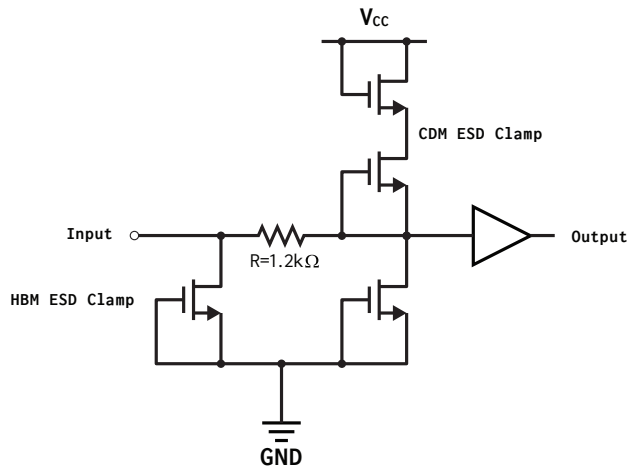 VCC
CDM ESD Clamp
Input
R=1.2kΩ
Output
HBM ESD Clamp
GND